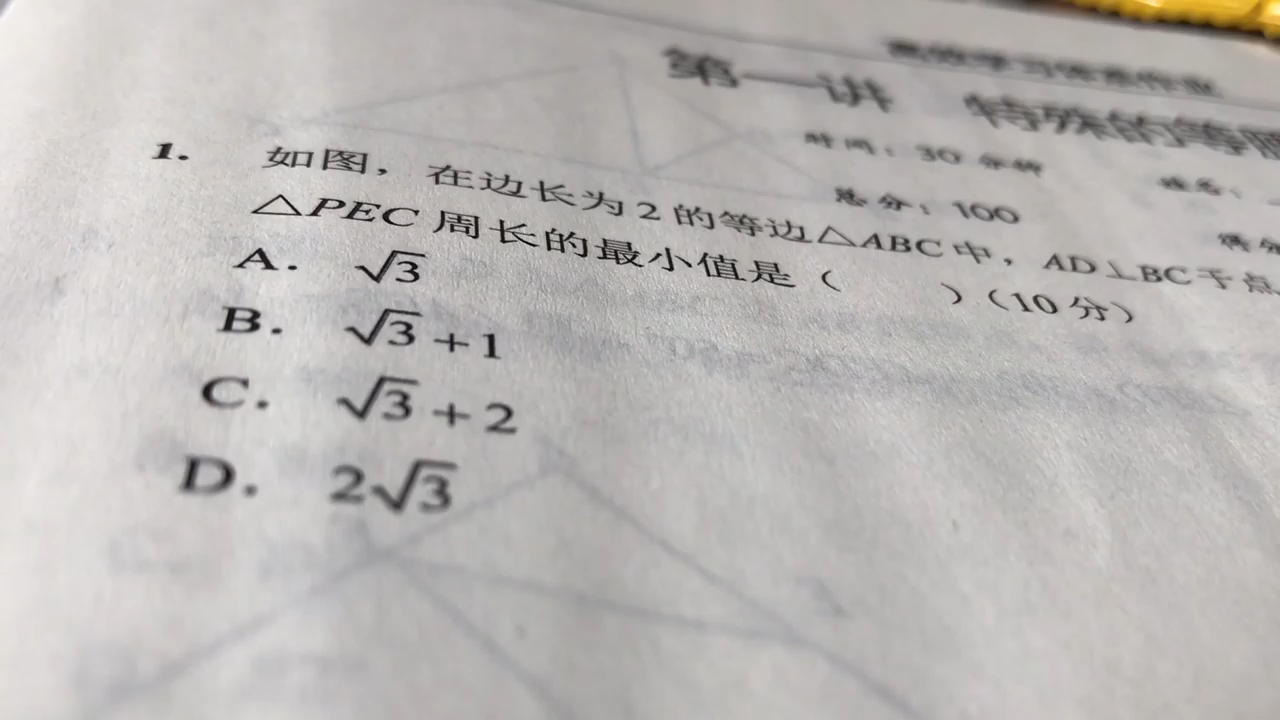 第一讲 特殊的等
时间：30 分钟
总分：100
1. 如图，在边长为 2 的等边△ABC 中，AD⊥BC 于点
△PEC 周长的最小值是（ ）（10 分）
A. √3
B. √3 + 1
C. √3 + 2
D. 2√3